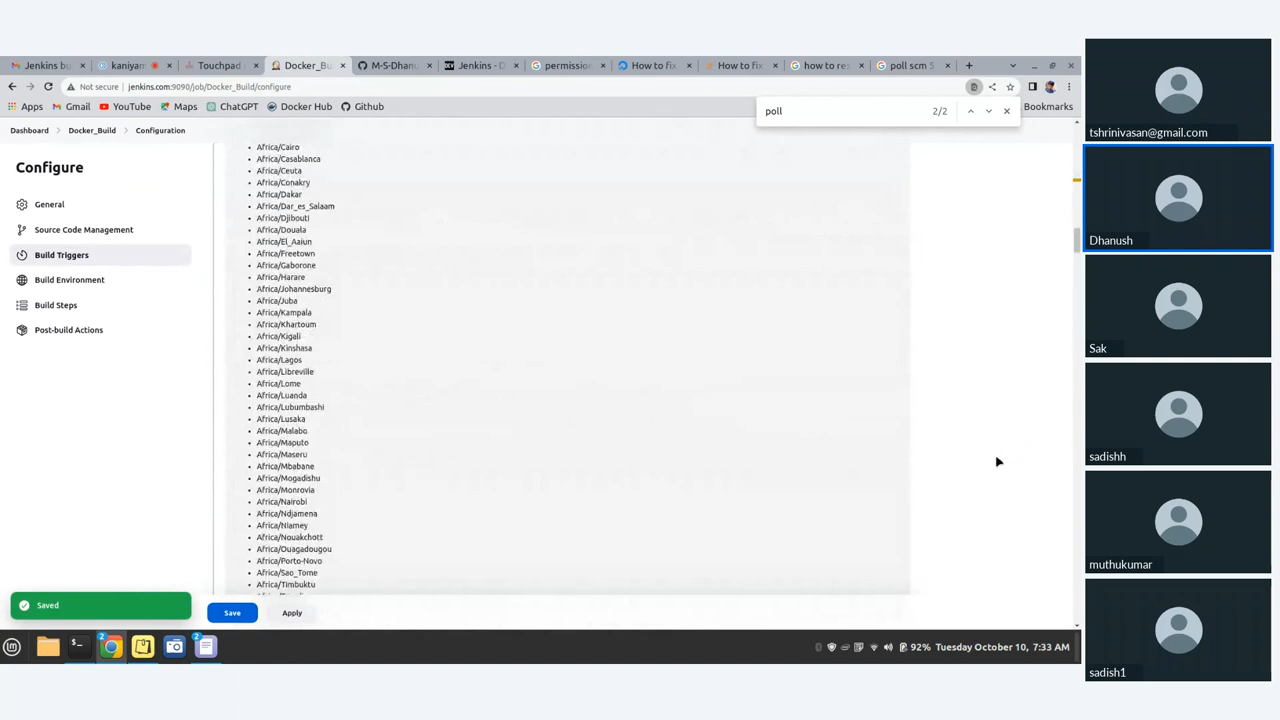 Jenkins bu
kaniyam
Touchpad
Docker_Bu
M-S-Dhanu
Jenkins - D
permission
How to fix
How to fix
how to res
poll scm S
Not secure
jenkins.com:9090/job/Docker_Build/configure
Apps
Gmail
YouTube
Maps
ChatGPT
Docker Hub
Github
Bookmarks
poll
2/2
Dashboard
Docker_Build
Configuration
Configure
General
Source Code Management
Build Triggers
Build Environment
Build Steps
Post-build Actions
Africa/Cairo
Africa/Casablanca
Africa/Ceuta
Africa/Conakry
Africa/Dakar
Africa/Dar_es_Salaam
Africa/Djibouti
Africa/Douala
Africa/El_Aaiun
Africa/Freetown
Africa/Gaborone
Africa/Harare
Africa/Johannesburg
Africa/Juba
Africa/Kampala
Africa/Khartoum
Africa/Kigali
Africa/Kinshasa
Africa/Lagos
Africa/Libreville
Africa/Lome
Africa/Luanda
Africa/Lubumbashi
Africa/Lusaka
Africa/Malabo
Africa/Maputo
Africa/Maseru
Africa/Mbabane
Africa/Mogadishu
Africa/Monrovia
Africa/Nairobi
Africa/Ndjamena
Africa/Niamey
Africa/Nouakchott
Africa/Ouagadougou
Africa/Porto-Novo
Africa/Sao_Tome
Africa/Timbuktu
Saved
Save
Apply
92% Tuesday October 10, 7:33 AM
tshrinivasan@gmail.com
Dhanush
Sak
sadishh
muthukumar
sadish1